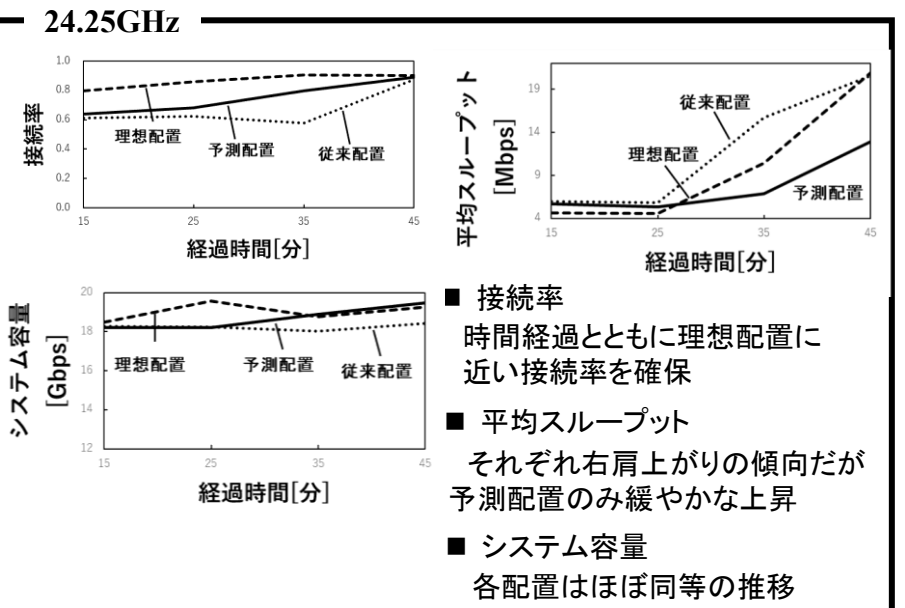 24.25GHz
接続率
1.0
0.8
0.6
0.4
0.2
0.0
理想配置
予測配置
従来配置
15
25
35
45
経過時間[分]
平均スループット
[Mbps]
19
14
9
4
従来配置
理想配置
予測配置
15
25
35
45
経過時間[分]
システム容量
[Gbps]
20
18
16
14
12
理想配置
予測配置
従来配置
15
25
35
45
経過時間[分]
■ 接続率
時間経過とともに理想配置に
近い接続率を確保
■ 平均スループット
それぞれ右肩上がりの傾向だが
予測配置のみ緩やかな上昇
■ システム容量
各配置はほぼ同等の推移